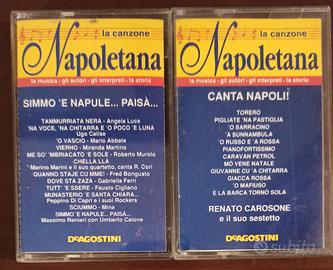 la canzone
Napoletana
la musica - gli autori - gli interpreti - la storia
SIMMO 'E NAPULE... PAISÀ...
TAMMURRIATA NERA - Angela Luce
'NA VOCE, 'NA CHITARRA E 'O POCO 'E LUNA
Ugo Calise
'O VASCIO - Mario Abbate
VIERNO - Miranda Martino
ME SO' 'MBRIACATO E SOLE - Roberto Murolo
CHELLA LLÀ
Marino Marini e il suo quartetto, canta R. Cori
QUANNO STAJE CU MME! - Fred Bongusto
DOVE STA ZAZÀ - Gabriella Ferri
TUTT' 'E SSERE - Fausto Cigliano
MUNASTERIO 'E SANTA CHIARA...
Peppino Di Capri e i suoi Rockers
SCIUMMO - Mina
SIMMO 'E NAPULE... PAISÀ...
Massimo Ranieri con Umberto Calone
DEAGOSTINI
la canzone
Napoletana
la musica - gli autori - gli interpreti - la storia
CANTA NAPOLI!
TORERO
PIGLIATE 'NA PASTIGLIA
'O SARRACINO
'A SUNNAMBULA
'O RUSSO E 'A ROSSA
PIANOFORTISSIMO
CARAVAN PETROL
MO VENE NATALE
GIUVANNE CU' 'A CHITARRA
GIACCA ROSSA
'O MAFIUSO
E LA BARCA TORNÒ SOLA
RENATO CAROSONE
e il suo sestetto
DEAGOSTINI
subito